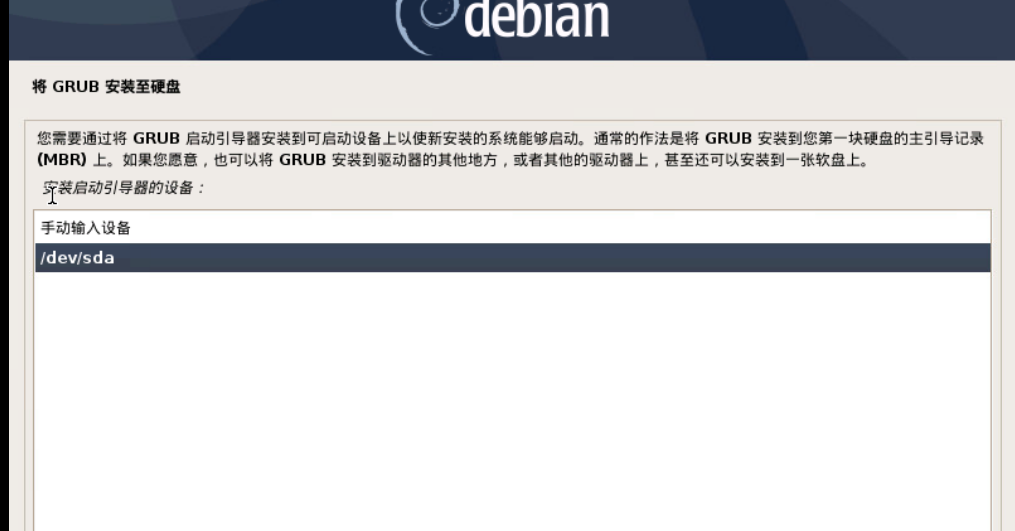 debian
将 GRUB 安装至硬盘
您需要通过将 GRUB 启动引导器安装到可启动设备上以使新安装的系统能够启动。通常的作法是将 GRUB 安装到您第一块硬盘的主引导记录
(MBR) 上。如果您愿意，也可以将 GRUB 安装到驱动器的其他地方，或者其他的驱动器上，甚至还可以安装到一张软盘上。
安装启动引导器的设备：
手动输入设备
/dev/sda